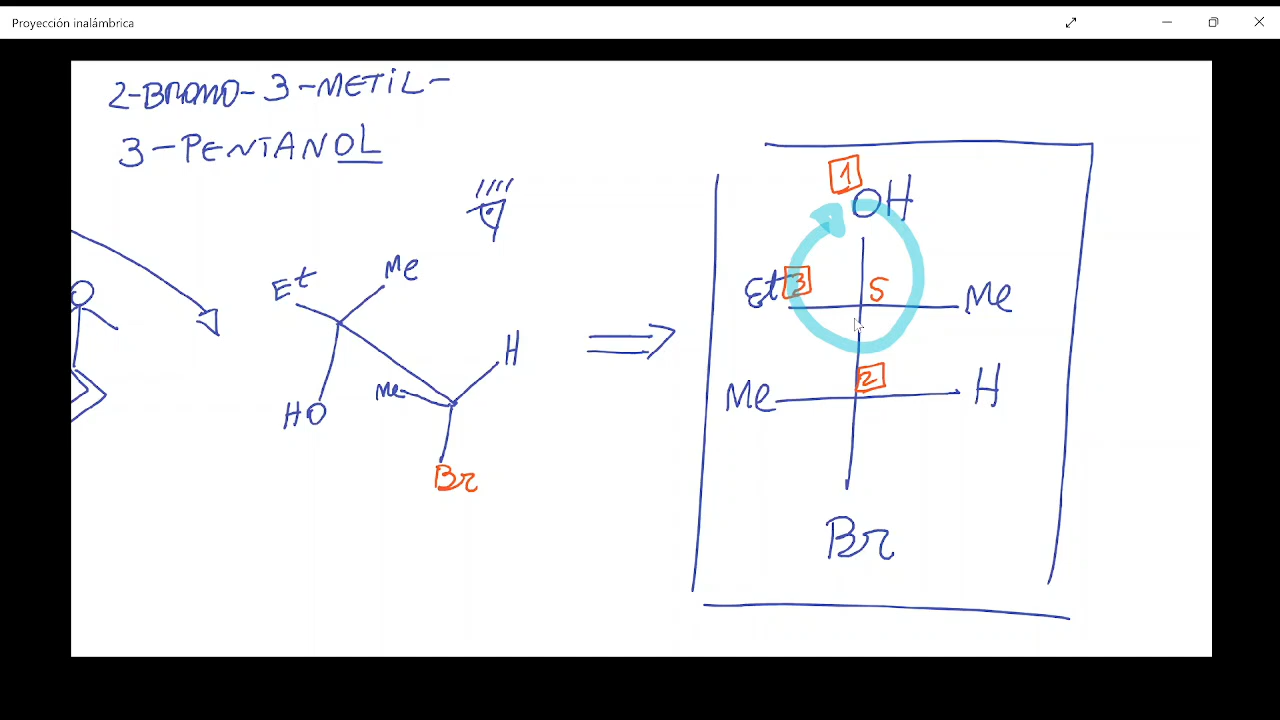 Proyección inalámbrica
2-BROMO-3-METIL-
3-PENTANOL
O
Et
Me
HO
Me
H
Br
1
OH
Et
3
S
Me
2
Me
H
Br